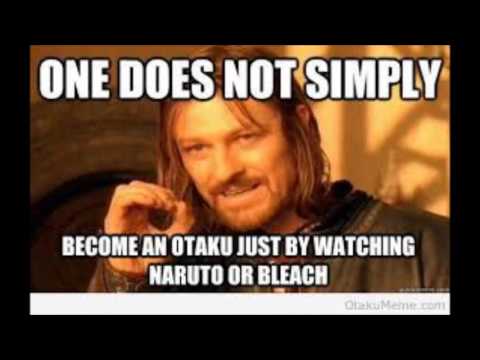 ONE DOES NOT SIMPLY
BECOME AN OTAKU JUST BY WATCHING
NARUTO OR BLEACH
OtakuMeme.com